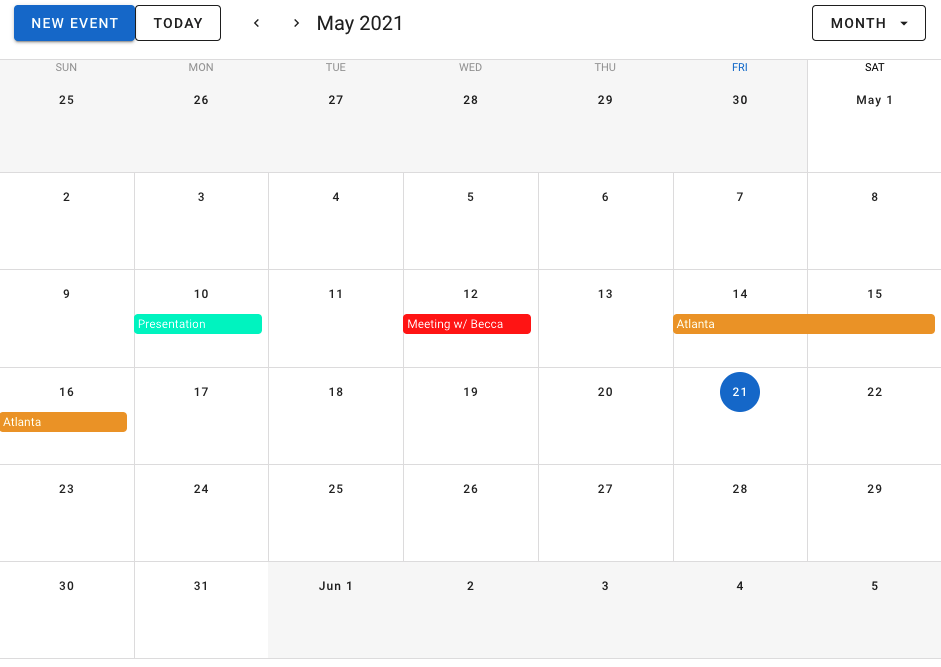 NEW EVENT TODAY < > May 2021 MONTH
SUN MON TUE WED THU FRI SAT
25 26 27 28 29 30 May 1
2 3 4 5 6 7 8
9 10 11 12 13 14 15
Presentation Meeting w/ Becca Atlanta
16 17 18 19 20 21 22
Atlanta
23 24 25 26 27 28 29
30 31 Jun 1 2 3 4 5